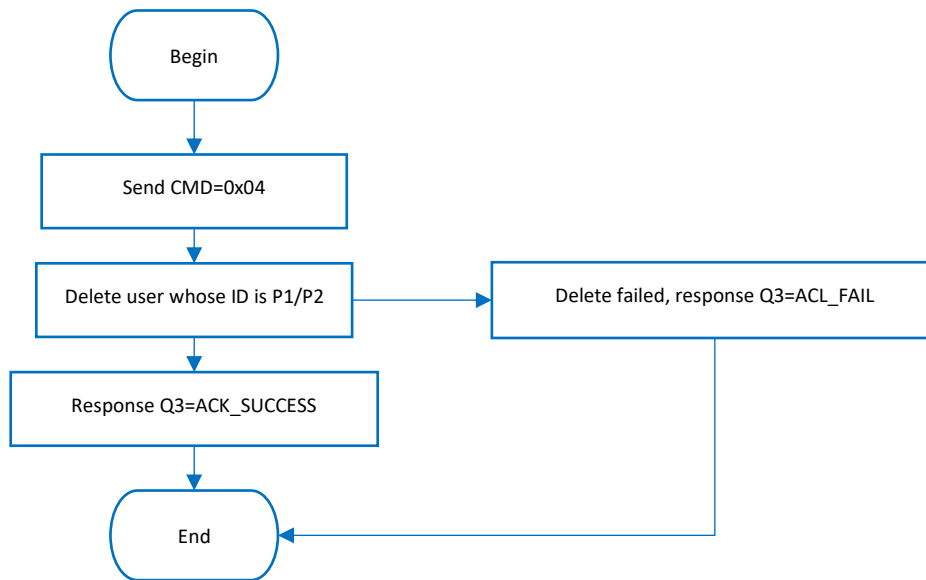 Begin
Send CMD=0x04
Delete user whose ID is P1/P2
Delete failed, response Q3=ACL_FAIL
Response Q3=ACK_SUCCESS
End